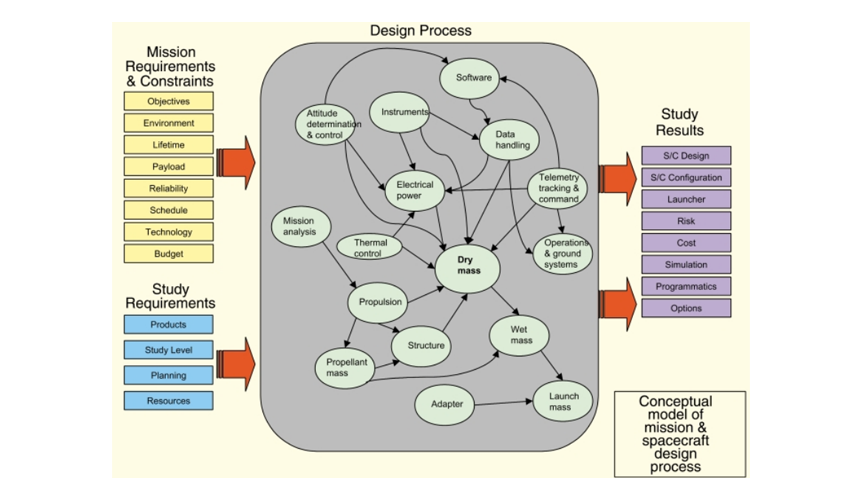 Design Process
Mission
Requirements
& Constraints
Objectives
Environment
Lifetime
Payload
Reliability
Schedule
Technology
Budget
Study
Requirements
Products
Study Level
Planning
Resources
Software
Attitude
determination
& control
Instruments
Data
handling
Electrical
power
Telemetry
tracking &
command
Mission
analysis
Thermal
control
Dry
mass
Operations
& ground
systems
Propulsion
Structure
Wet
mass
Propellant
mass
Adapter
Launch
mass
Study
Results
S/C Design
S/C Configuration
Launcher
Risk
Cost
Simulation
Programmatics
Options
Conceptual
model of
mission &
spacecraft
design
process